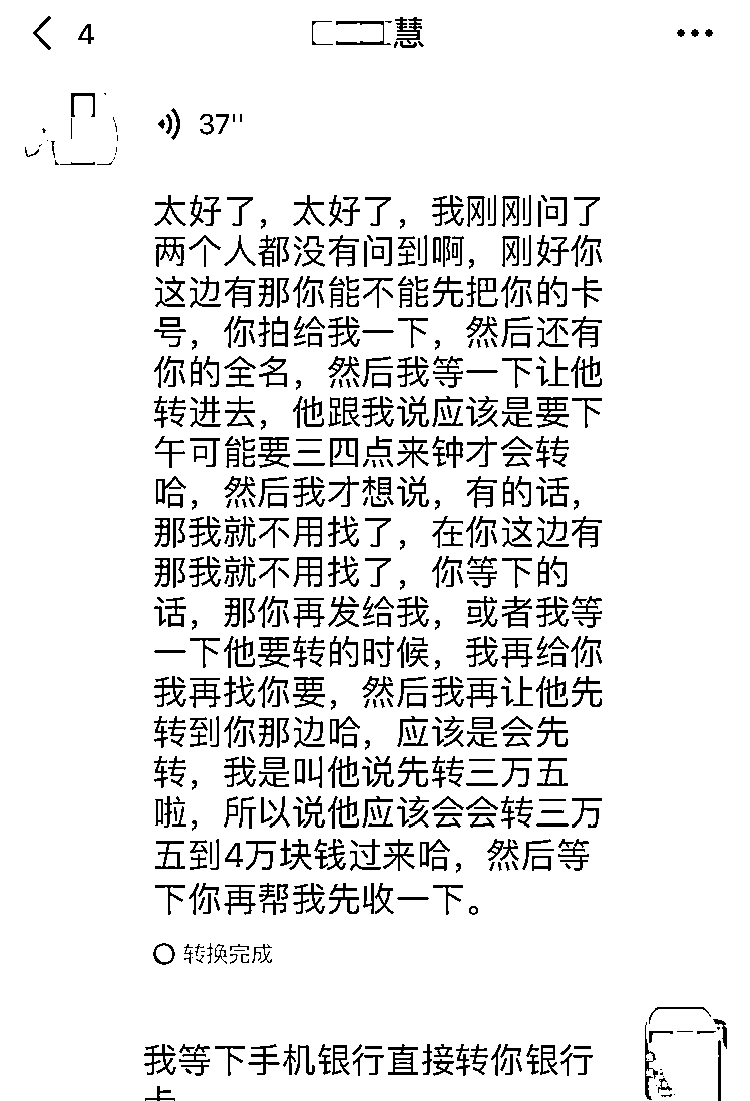 4
慧
37''
太好了，太好了，我刚刚问了
两个人都没有问到啊，刚好你
这边有那你能不能先把你的卡
号，你拍给我一下，然后还有
你的全名，然后我等一下让他
转进去，他跟我说应该是要下
午可能要三四点来钟才会转
哈，然后我才想说，有的话，
那我就不用找了，在你这边有
那我就不用找了，你等下的
话，那你再发给我，或者我等
一下他要转的时候，我再给你
我再找你要，然后我再让他先
转到你那边哈，应该是会先
转，我是叫他说先转三万五
啦，所以说他应该会会转三万
五到4万块钱过来哈，然后等
下你再帮我先收一下。
转换完成
我等下手机银行直接转你银行